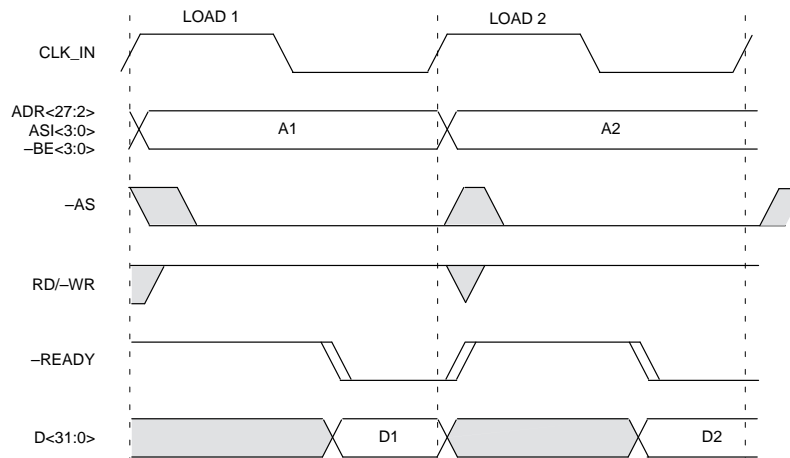 LOAD 1
LOAD 2
CLK_IN
ADR<27:2>
ASI<3:0>
–BE<3:0>
A1
A2
–AS
RD/–WR
–READY
D<31:0>
D1
D2